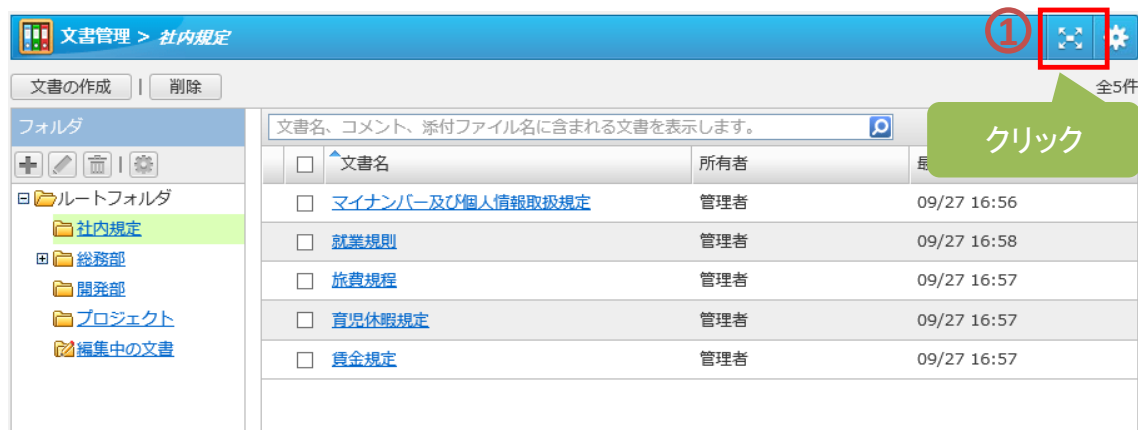 文書管理 > 社内規定
①
文書の作成 | 削除
全5件
フォルダ
文書名、コメント、添付ファイル名に含まれる文書を表示します。
クリック
文書名 所有者
ルートフォルダ
マイナンバー及び個人情報取扱規定 管理者 09/27 16:56
社内規定
就業規則 管理者 09/27 16:58
総務部
旅費規程 管理者 09/27 16:57
開発部
プロジェクト
育児休暇規定 管理者 09/27 16:57
編集中の文書
賃金規定 管理者 09/27 16:57